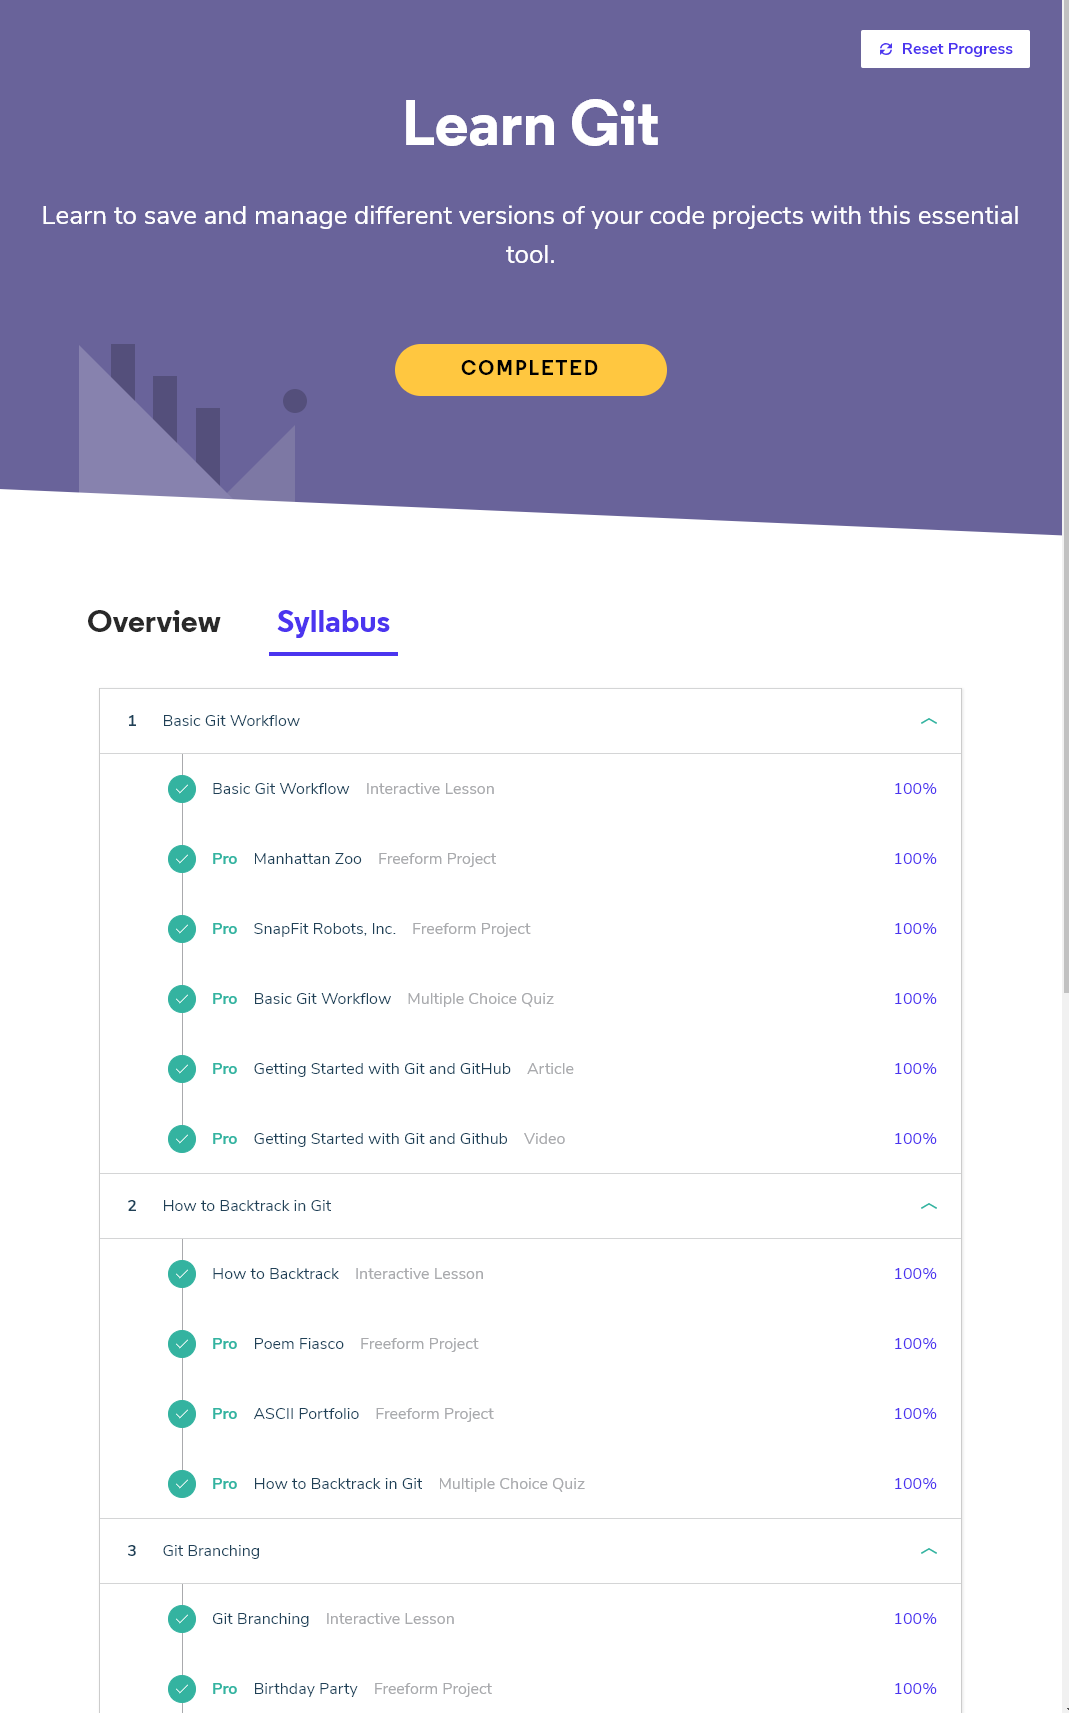 Reset Progress
Learn Git
Learn to save and manage different versions of your code projects with this essential
tool.
COMPLETED
Overview Syllabus
1 Basic Git Workflow
Basic Git Workflow Interactive Lesson 100%
Pro Manhattan Zoo Freeform Project 100%
Pro SnapFit Robots, Inc. Freeform Project 100%
Pro Basic Git Workflow Multiple Choice Quiz 100%
Pro Getting Started with Git and GitHub Article 100%
Pro Getting Started with Git and Github Video 100%
2 How to Backtrack in Git
How to Backtrack Interactive Lesson 100%
Pro Poem Fiasco Freeform Project 100%
Pro ASCII Portfolio Freeform Project 100%
Pro How to Backtrack in Git Multiple Choice Quiz 100%
3 Git Branching
Git Branching Interactive Lesson 100%
Pro Birthday Party Freeform Project 100%